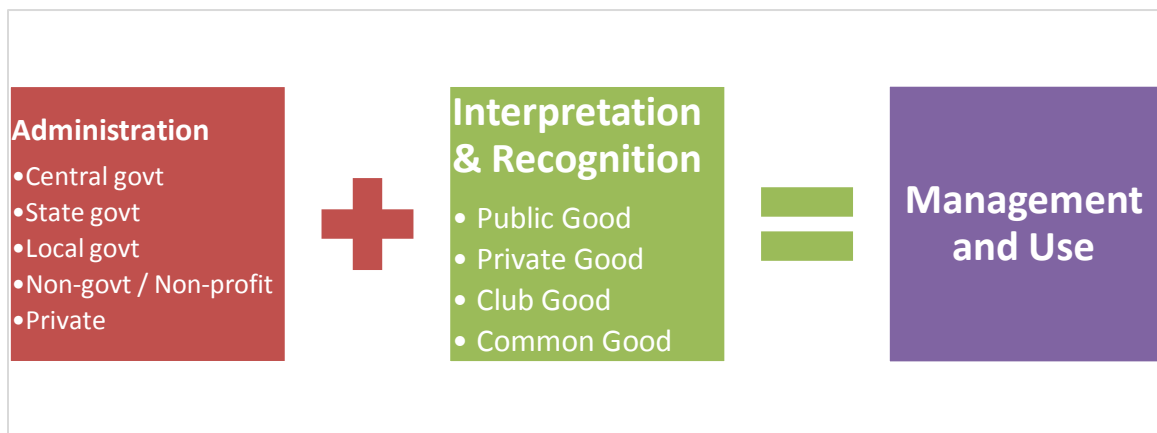 Administration
•Central govt
•State govt
•Local govt
•Non-govt / Non-profit
•Private
Interpretation
& Recognition
• Public Good
• Private Good
• Club Good
• Common Good
Management
and Use